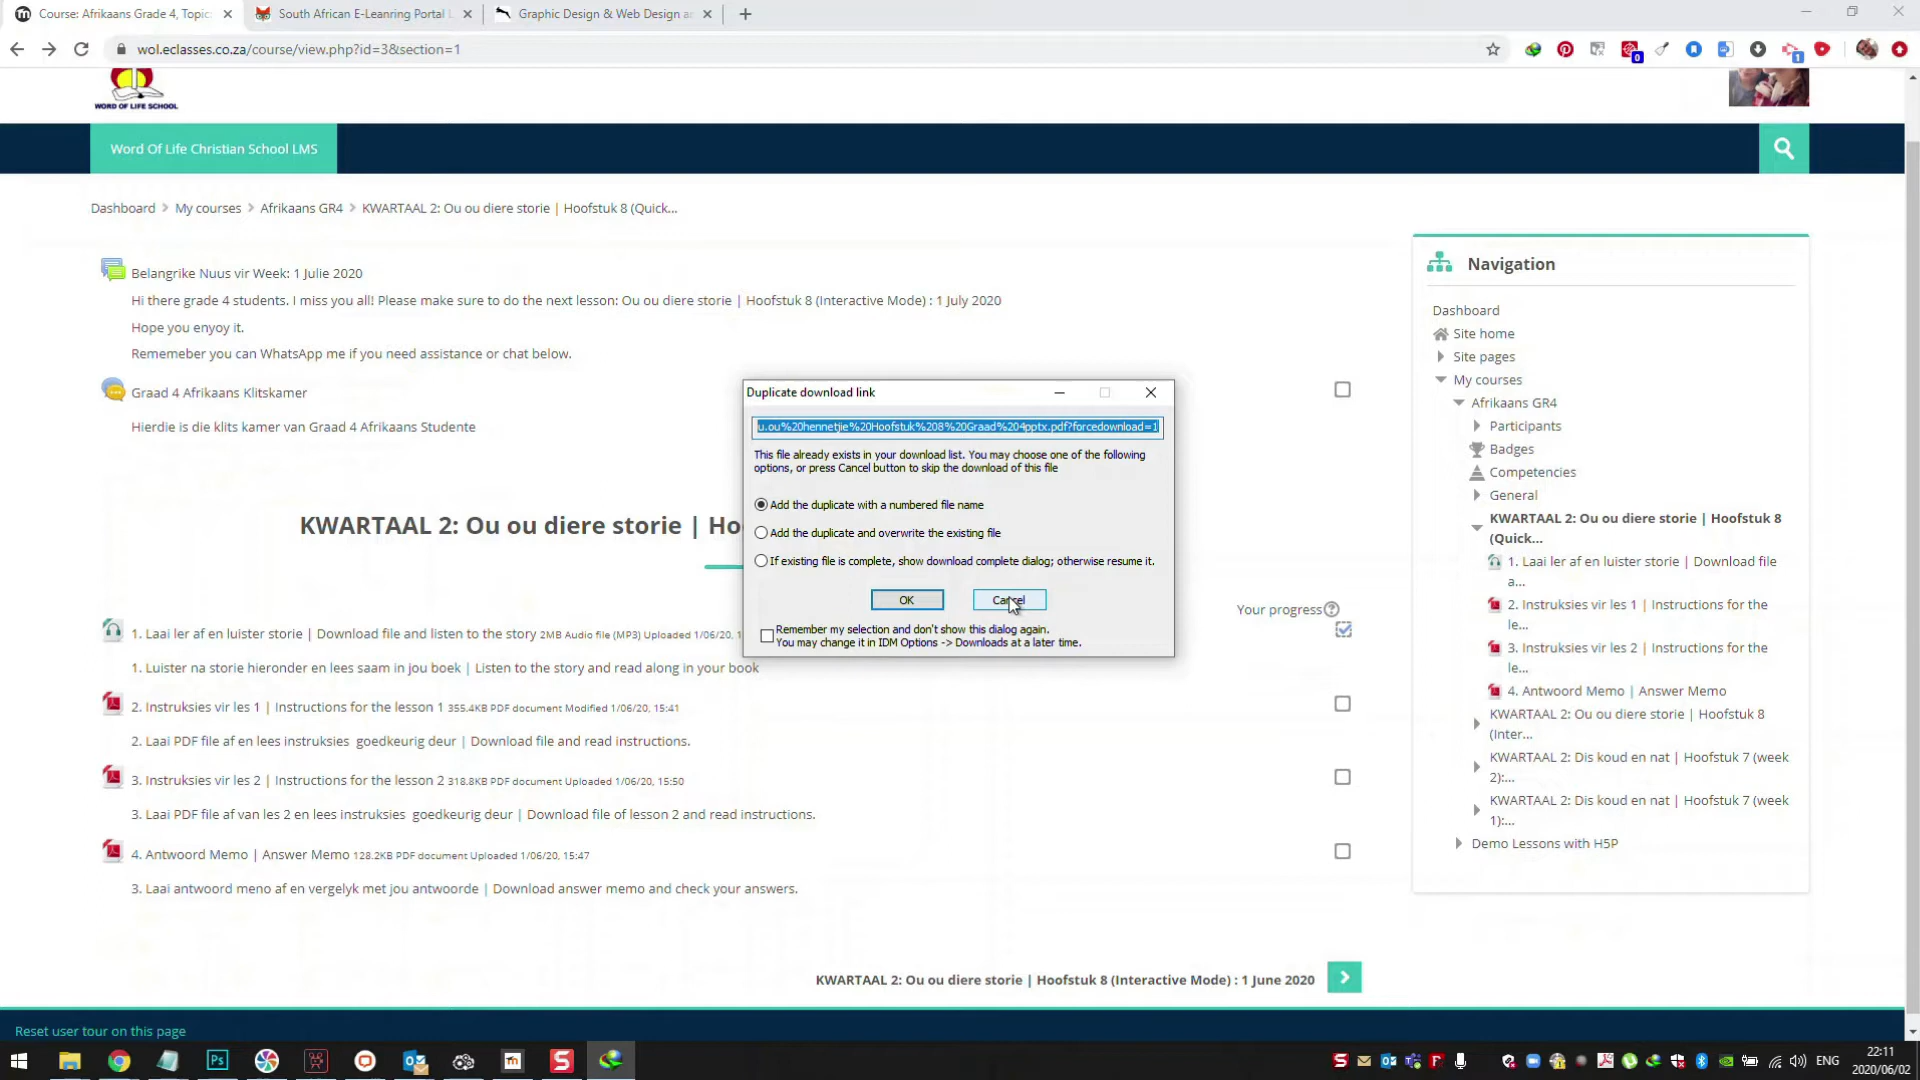 Course: Afrikaans Grade 4, Topic:
South African E-Leanring Portal L
Graphic Design & Web Design a
wol.eclasses.co.za/course/view.php?id=3&section=1
0
1
WORD OF LIFE SCHOOL
Word Of Life Christian School LMS
Dashboard
My courses
Afrikaans GR4
KWARTAAL 2: Ou ou diere storie | Hoofstuk 8 (Quick...
Belangrike Nuus vir Week: 1 Julie 2020
Hi there grade 4 students. I miss you all! Please make sure to do the next lesson: Ou ou diere storie | Hoofstuk 8 (Interactive Mode) : 1 July 2020
Hope you enyoy it.
Rememeber you can WhatsApp me if you need assistance or chat below.
Graad 4 Afrikaans Klitskamer
Hierdie is die klits kamer van Graad 4 Afrikaans Studente
KWARTAAL 2: Ou ou diere storie | Ho
Your progress
1. Laai ler af en luister storie | Download file and listen to the story 2MB Audio file (MP3) Uploaded 1/06/20, 1
1. Luister na storie hieronder en lees saam in jou boek | Listen to the story and read along in your book
2. Instruksies vir les 1 | Instructions for the lesson 1 355.4KB PDF document Modified 1/06/20, 15:41
2. Laai PDF file af en lees instruksies goedkeurig deur | Download file and read instructions.
3. Instruksies vir les 2 | Instructions for the lesson 2 318.8KB PDF document Uploaded 1/06/20, 15:50
3. Laai PDF file af van les 2 en lees instruksies goedkeurig deur | Download file of lesson 2 and read instructions.
4. Antwoord Memo | Answer Memo 128.2KB PDF document Uploaded 1/06/20, 15:47
3. Laai antwoord meno af en vergelyk met jou antwoorde | Download answer memo and check your answers.
KWARTAAL 2: Ou ou diere storie | Hoofstuk 8 (Interactive Mode) : 1 June 2020
Reset user tour on this page
Duplicate download link
u.ou%20hennetjie%20Hoofstuk%208%20Graad%204pptx.pdf?forcedownload=1
This file already exists in your download list. You may choose one of the following
options, or press Cancel button to skip the download of this file
Add the duplicate with a numbered file name
Add the duplicate and overwrite the existing file
If existing file is complete, show download complete dialog; otherwise resume it.
OK
Cancel
Remember my selection and don't show this dialog again.
You may change it in IDM Options -> Downloads at a later time.
Navigation
Dashboard
Site home
Site pages
My courses
Afrikaans GR4
Participants
Badges
Competencies
General
KWARTAAL 2: Ou ou diere storie | Hoofstuk 8
(Quick...
1. Laai ler af en luister storie | Download file
a...
2. Instruksies vir les 1 | Instructions for the
le...
3. Instruksies vir les 2 | Instructions for the
le...
4. Antwoord Memo | Answer Memo
KWARTAAL 2: Ou ou diere storie | Hoofstuk 8
(Inter...
KWARTAAL 2: Dis koud en nat | Hoofstuk 7 (week
2):...
KWARTAAL 2: Dis koud en nat | Hoofstuk 7 (week
1):...
Demo Lessons with H5P
Ps
ENG
22:11
2020/06/02